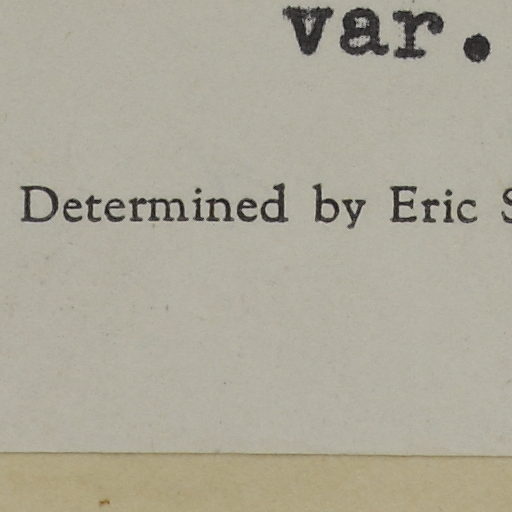 var.
Determined by Eric S